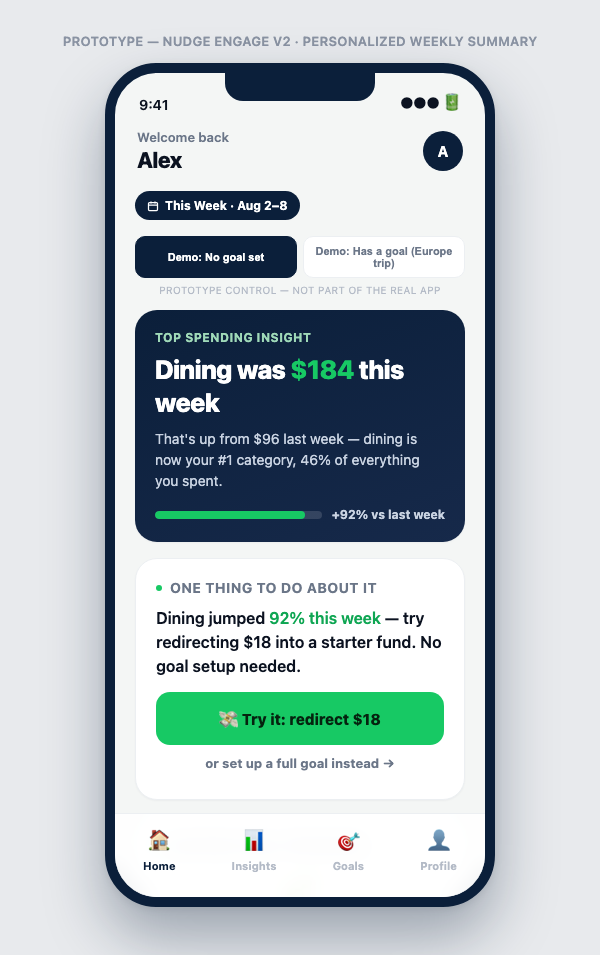 PROTOTYPE — NUDGE ENGAGE V2 · PERSONALIZED WEEKLY SUMMARY
9:41
Welcome back
Alex
A
This Week · Aug 2–8
Demo: No goal set
Demo: Has a goal (Europe
trip)
PROTOTYPE CONTROL — NOT PART OF THE REAL APP
TOP SPENDING INSIGHT
Dining was $184 this
week
That's up from $96 last week — dining is
now your #1 category, 46% of everything
you spent.
+92% vs last week
ONE THING TO DO ABOUT IT
Dining jumped 92% this week — try
redirecting $18 into a starter fund. No
goal setup needed.
💸 Try it: redirect $18
or set up a full goal instead →
Home
Insights
Goals
Profile